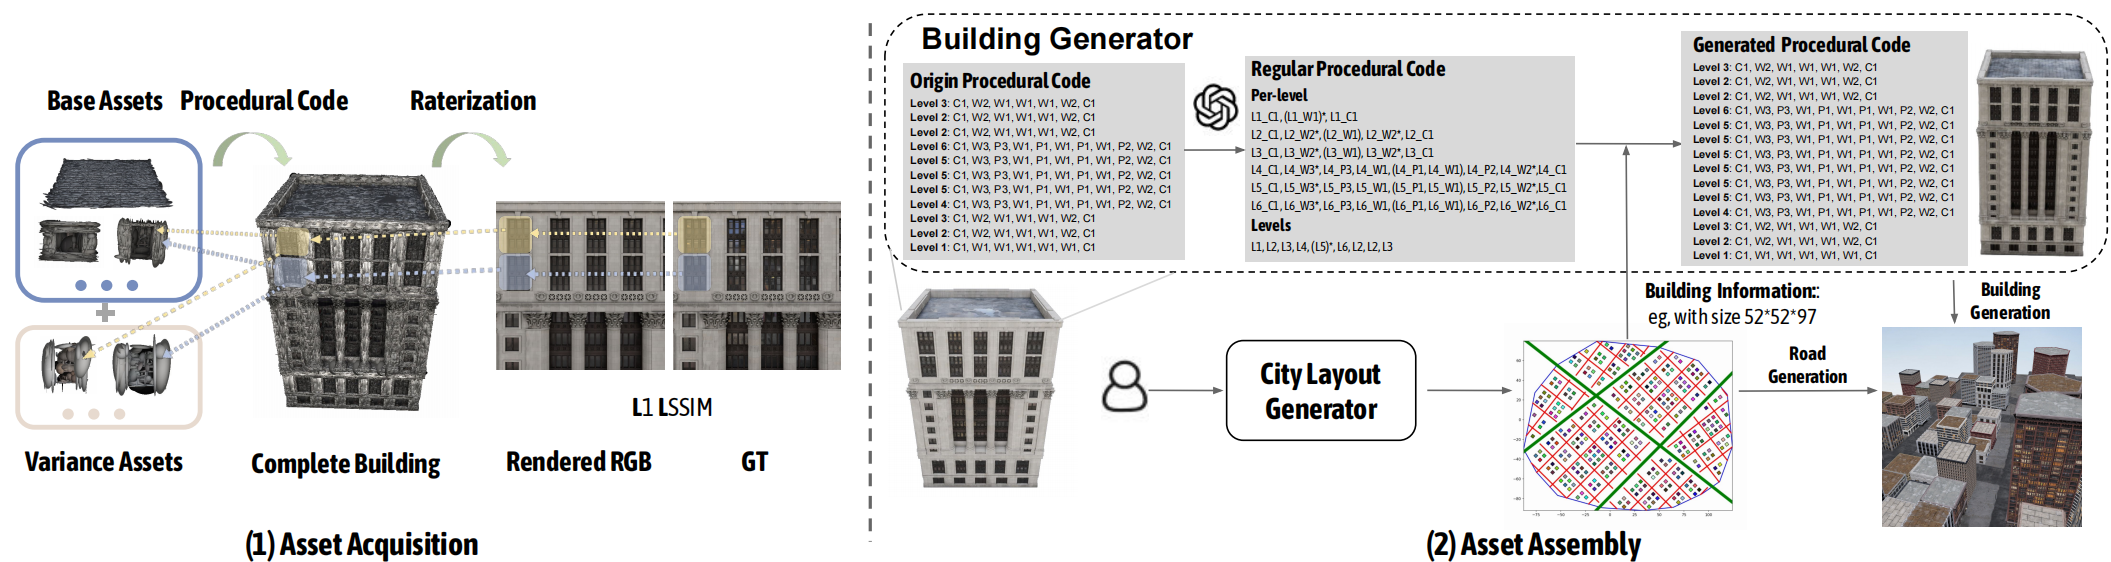 Base Assets
Procedural Code
Raterization
Variance Assets
Complete Building
Rendered RGB
GT
L1 LSSIM
(1) Asset Acquisition
Building Generator
Origin Procedural Code
Level 3: C1, W2, W1, W1, W1, W2, C1
Level 2: C1, W2, W1, W1, W1, W2, C1
Level 2: C1, W2, W1, W1, W1, W2, C1
Level 6: C1, W3, P3, W1, P1, W1, P1, W1, P2, W2, C1
Level 5: C1, W3, P3, W1, P1, W1, P1, W1, P2, W2, C1
Level 5: C1, W3, P3, W1, P1, W1, P1, W1, P2, W2, C1
Level 5: C1, W3, P3, W1, P1, W1, P1, W1, P2, W2, C1
Level 4: C1, W3, P3, W1, P1, W1, P1, W1, P2, W2, C1
Level 3: C1, W2, W1, W1, W1, W2, C1
Level 2: C1, W2, W1, W1, W1, W2, C1
Level 1: C1, W1, W1, W1, W1, W1, C1
Regular Procedural Code
Per-level
L1_C1, (L1_W1)*, L1_C1
L2_C1, L2_W2*, (L2_W1), L2_W2*, L2_C1
L3_C1, L3_W2*, (L3_W1), L3_W2*, L3_C1
L4_C1, L4_W3*, L4_P3, L4_W1, (L4_P1, L4_W1), L4_P2, L4_W2*,L4_C1
L5_C1, L5_W3*, L5_P3, L5_W1, (L5_P1, L5_W1), L5_P2, L5_W2*,L5_C1
L6_C1, L6_W3*, L6_P3, L6_W1, (L6_P1, L6_W1), L6_P2, L6_W2*,L6_C1
Levels
L1, L2, L3, L4, (L5)*, L6, L2, L2, L3
Generated Procedural Code
Level 3: C1, W2, W1, W1, W1, W2, C1
Level 2: C1, W2, W1, W1, W1, W2, C1
Level 2: C1, W2, W1, W1, W1, W2, C1
Level 6: C1, W3, P3, W1, P1, W1, P1, W1, P2, W2, C1
Level 5: C1, W3, P3, W1, P1, W1, P1, W1, P2, W2, C1
Level 5: C1, W3, P3, W1, P1, W1, P1, W1, P2, W2, C1
Level 5: C1, W3, P3, W1, P1, W1, P1, W1, P2, W2, C1
Level 5: C1, W3, P3, W1, P1, W1, P1, W1, P2, W2, C1
Level 5: C1, W3, P3, W1, P1, W1, P1, W1, P2, W2, C1
Level 5: C1, W3, P3, W1, P1, W1, P1, W1, P2, W2, C1
Level 4: C1, W3, P3, W1, P1, W1, P1, W1, P2, W2, C1
Level 3: C1, W2, W1, W1, W1, W2, C1
Level 2: C1, W2, W1, W1, W1, W2, C1
Level 1: C1, W1, W1, W1, W1, W1, C1
Building Information::
eg, with size 52*52*97
Building
Generation
City Layout
Generator
Road
Generation
60
40
20
0
-20
-40
-60
-80
-75 -50 -25 0 25 50 75 100
(2) Asset Assembly